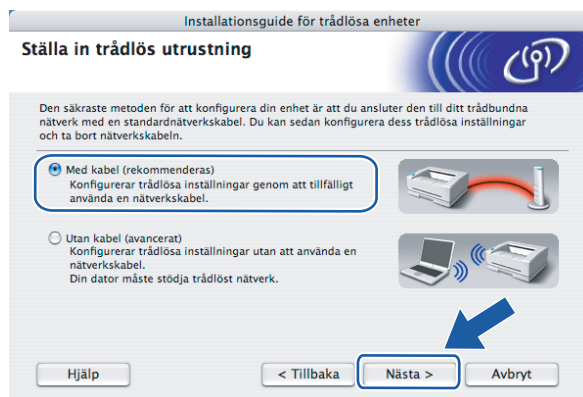 Installationsguide för trådlösa enheter
Ställa in trådlös utrustning
Den säkraste metoden för att konfigurera din enhet är att du ansluter den till ditt trådbundna
nätverk med en standardnätverkskabel. Du kan sedan konfigurera dess trådlösa inställningar
och ta bort nätverkskabeln.
Med kabel (rekommenderas)
Konfigurerar trådlösa inställningar genom att tillfälligt
använda en nätverkskabel.
Utan kabel (avancerat)
Konfigurerar trådlösa inställningar utan att använda en
nätverkskabel.
Din dator måste stödja trådlöst nätverk.
Hjälp
< Tillbaka
Nästa >
Avbryt